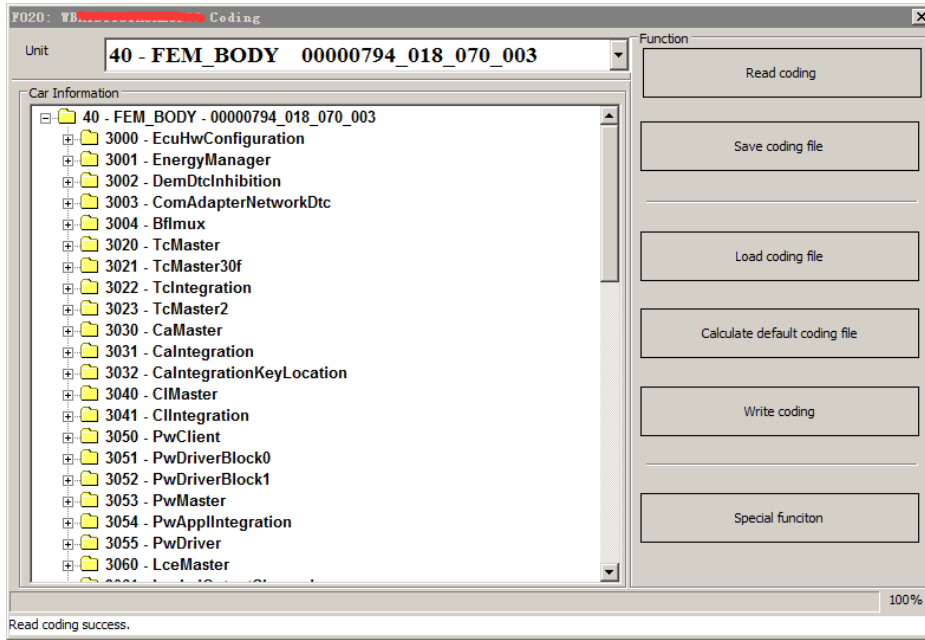 F020: Coding
Unit
40 - FEM_BODY 00000794_018_070_003
Function
Read coding
Save coding file
Load coding file
Calculate default coding file
Write coding
Special funciton
Car Information
40 - FEM_BODY - 00000794_018_070_003
3000 - EcuHwConfiguration
3001 - EnergyManager
3002 - DemDtcInhibition
3003 - ComAdapterNetworkDtc
3004 - Bflmux
3020 - TcMaster
3021 - TcMaster30f
3022 - TcIntegration
3023 - TcMaster2
3030 - CaMaster
3031 - CaIntegration
3032 - CaIntegrationKeyLocation
3040 - ClMaster
3041 - ClIntegration
3050 - PwClient
3051 - PwDriverBlock0
3052 - PwDriverBlock1
3053 - PwMaster
3054 - PwApplIntegration
3055 - PwDriver
3060 - LceMaster
100%
Read coding success.